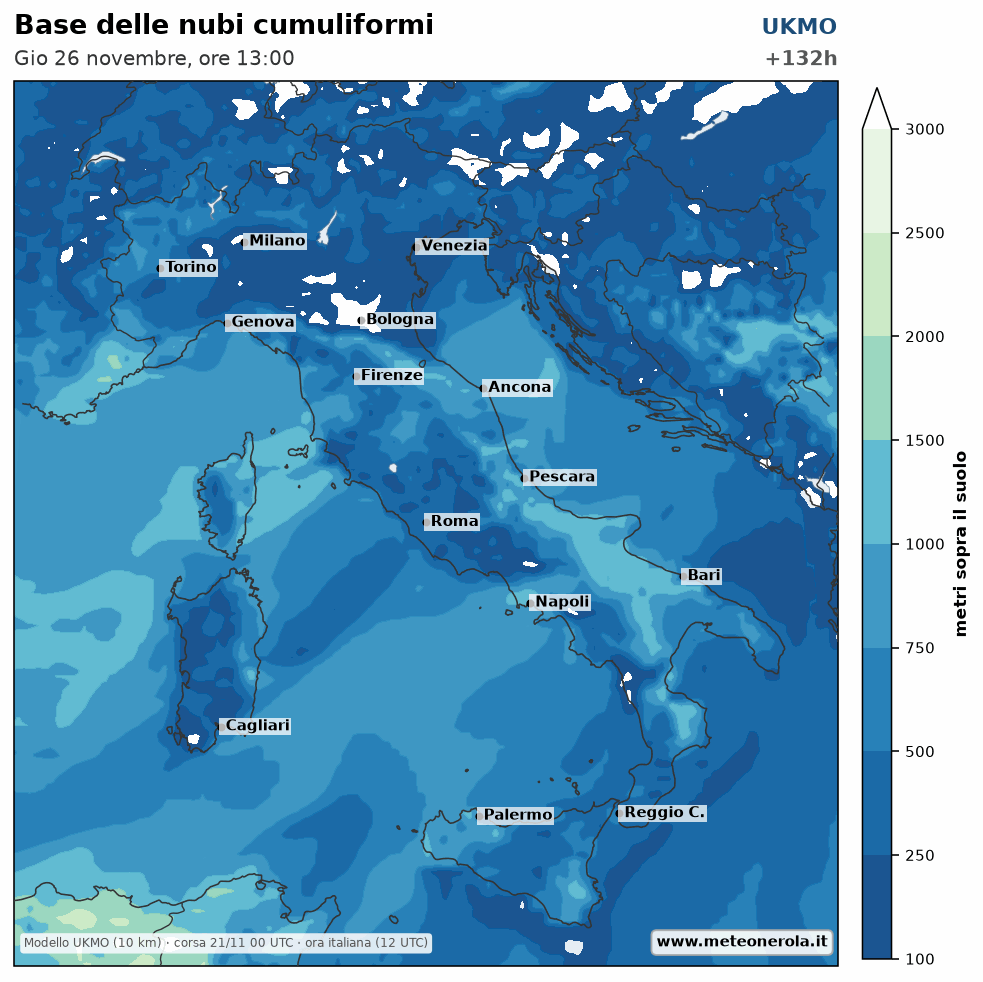 Base delle nubi cumuliformi
UKMO
Gio 26 novembre, ore 13:00
+132h
3000
2500
2000
1500
1000
750
500
250
100
metri sopra il suolo
Milano
Venezia
Torino
Genova
Bologna
Firenze
Ancona
Pescara
Roma
Bari
Napoli
Cagliari
Palermo
Reggio C.
Modello UKMO (10 km) · corsa 21/11 00 UTC · ora italiana (12 UTC)
www.meteonerola.it